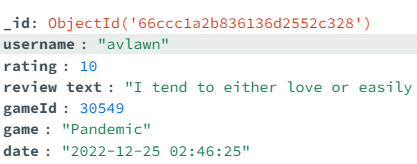 _id: ObjectId('66ccc1a2b836136d2552c328')
username : "avlawn"
rating : 10
review text : "I tend to either love or easily
gameId : 30549
game : "Pandemic"
date : "2022-12-25 02:46:25"